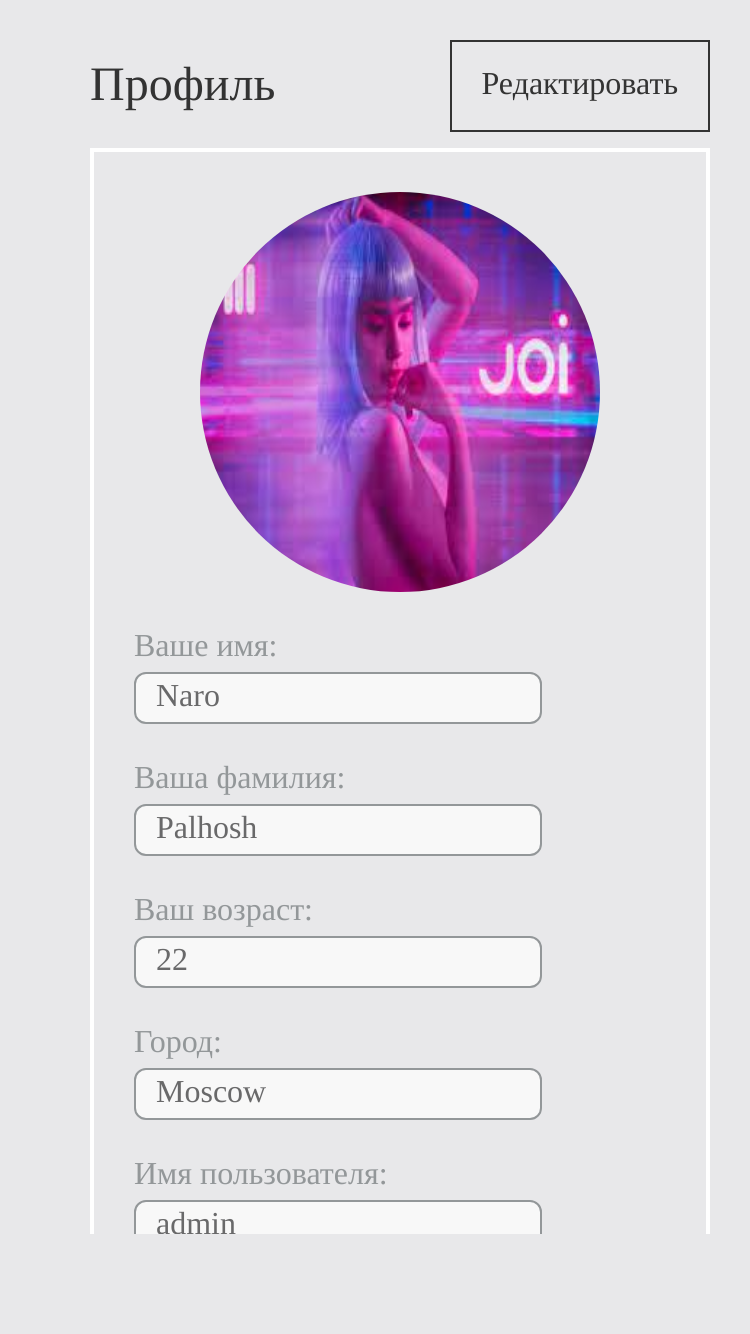 Профиль
Редактировать
JOI
Ваше имя:
Naro
Ваша фамилия:
Palhosh
Ваш возраст:
22
Город:
Moscow
Имя пользователя:
admin